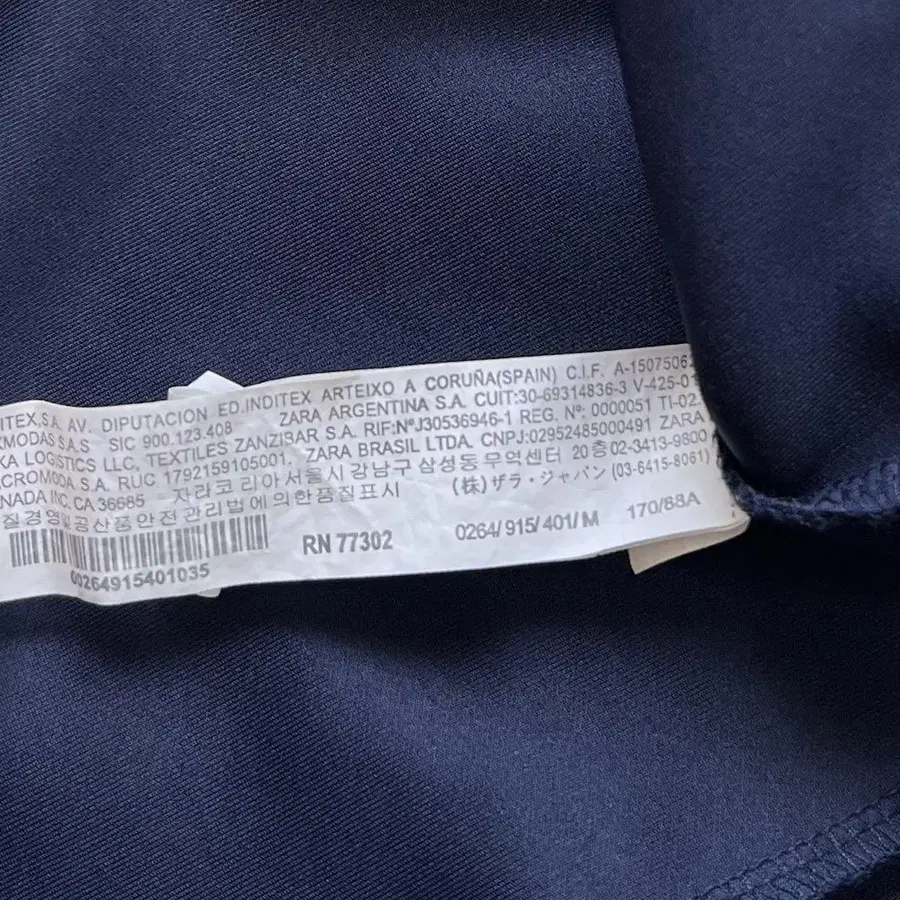 ITEX,S.A. AV. DIPUTACION ED.INDITEX ARTEIXO A CORUÑA(SPAIN) C.I.F. A-1507506
MODAS S.A.S. SIC 900.123.408 ZARA ARGENTINA S.A. CUIT:30-69314836-3 V-425-0
KA LOGISTICS LLC, TEXTILES ZANZIBAR S.A. RIF:NºJ30536946-1 REG. Nº: 0000051 TI-02
CROMODA S.A. RUC 1792159105001. ZARA BRASIL LTDA. CNPJ:02952485000491 ZARA
NADA INC. CA 36685 자라코리아서울시강남구 삼성동무역센터 20층02-3413-9800
질경영및공산품안전관리법에의한품질표시 (株) ザラ・ジャパン (03-6415-8061)
00264915401035 RN 77302 0264/ 915/ 401/ M 170/88A